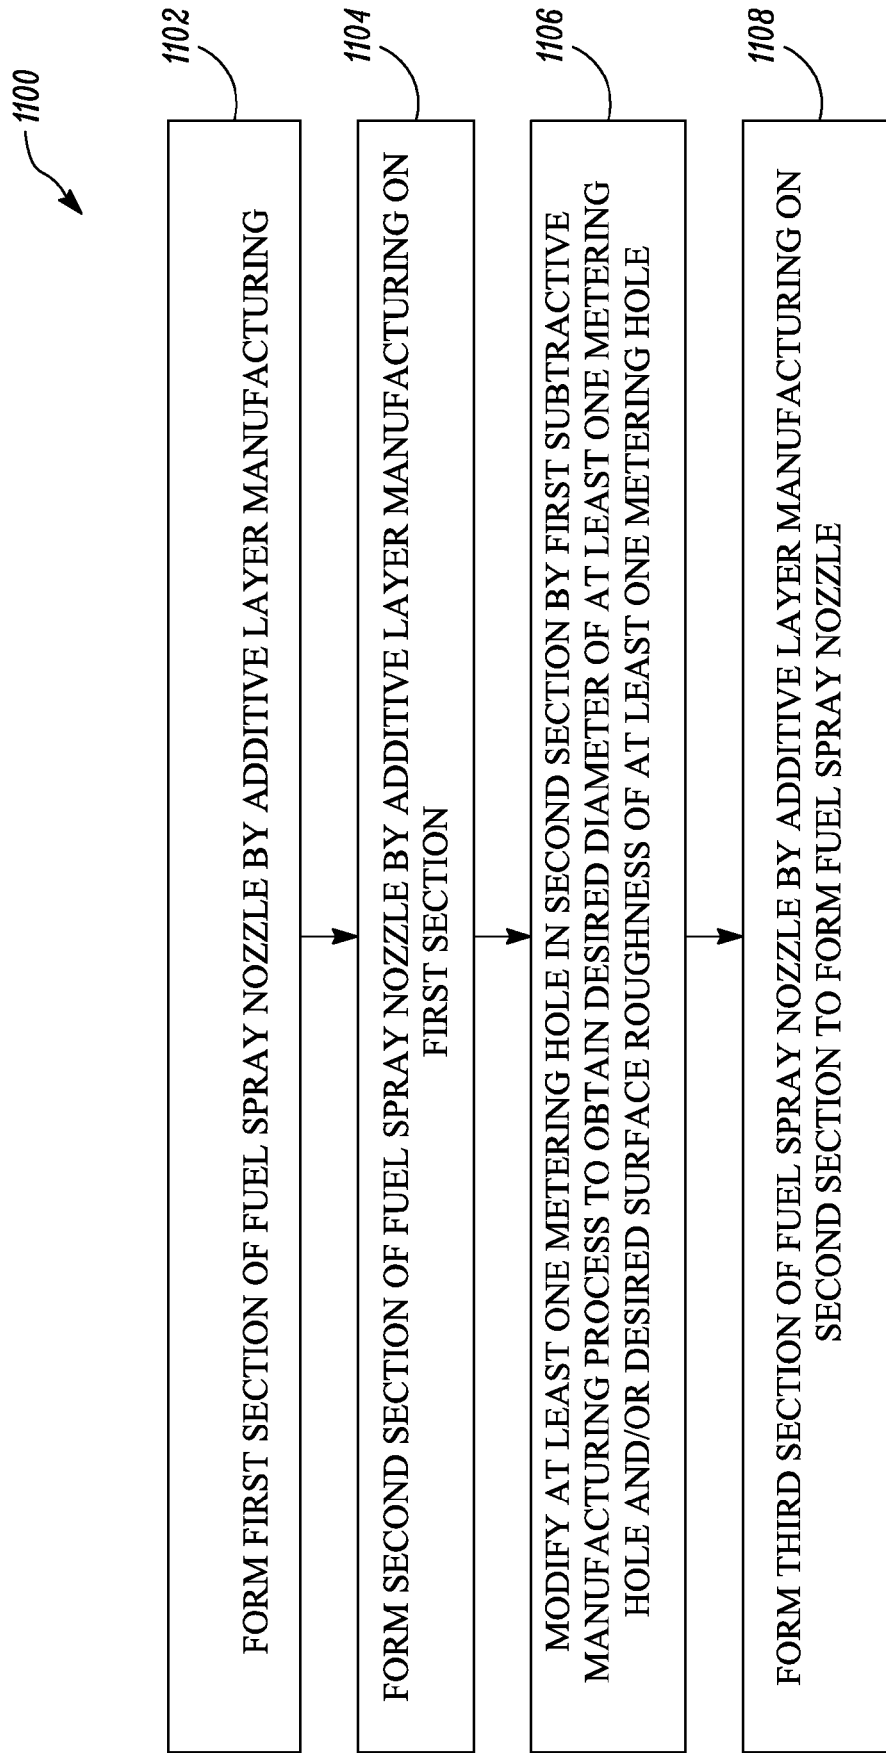 1100
1102
FORM FIRST SECTION OF FUEL SPRAY NOZZLE BY ADDITIVE LAYER MANUFACTURING
1104
FORM SECOND SECTION OF FUEL SPRAY NOZZLE BY ADDITIVE LAYER MANUFACTURING ON
FIRST SECTION
1106
MODIFY AT LEAST ONE METERING HOLE IN SECOND SECTION BY FIRST SUBTRACTIVE
MANUFACTURING PROCESS TO OBTAIN DESIRED DIAMETER OF AT LEAST ONE METERING
HOLE AND/OR DESIRED SURFACE ROUGHNESS OF AT LEAST ONE METERING HOLE
1108
FORM THIRD SECTION OF FUEL SPRAY NOZZLE BY ADDITIVE LAYER MANUFACTURING ON
SECOND SECTION TO FORM FUEL SPRAY NOZZLE